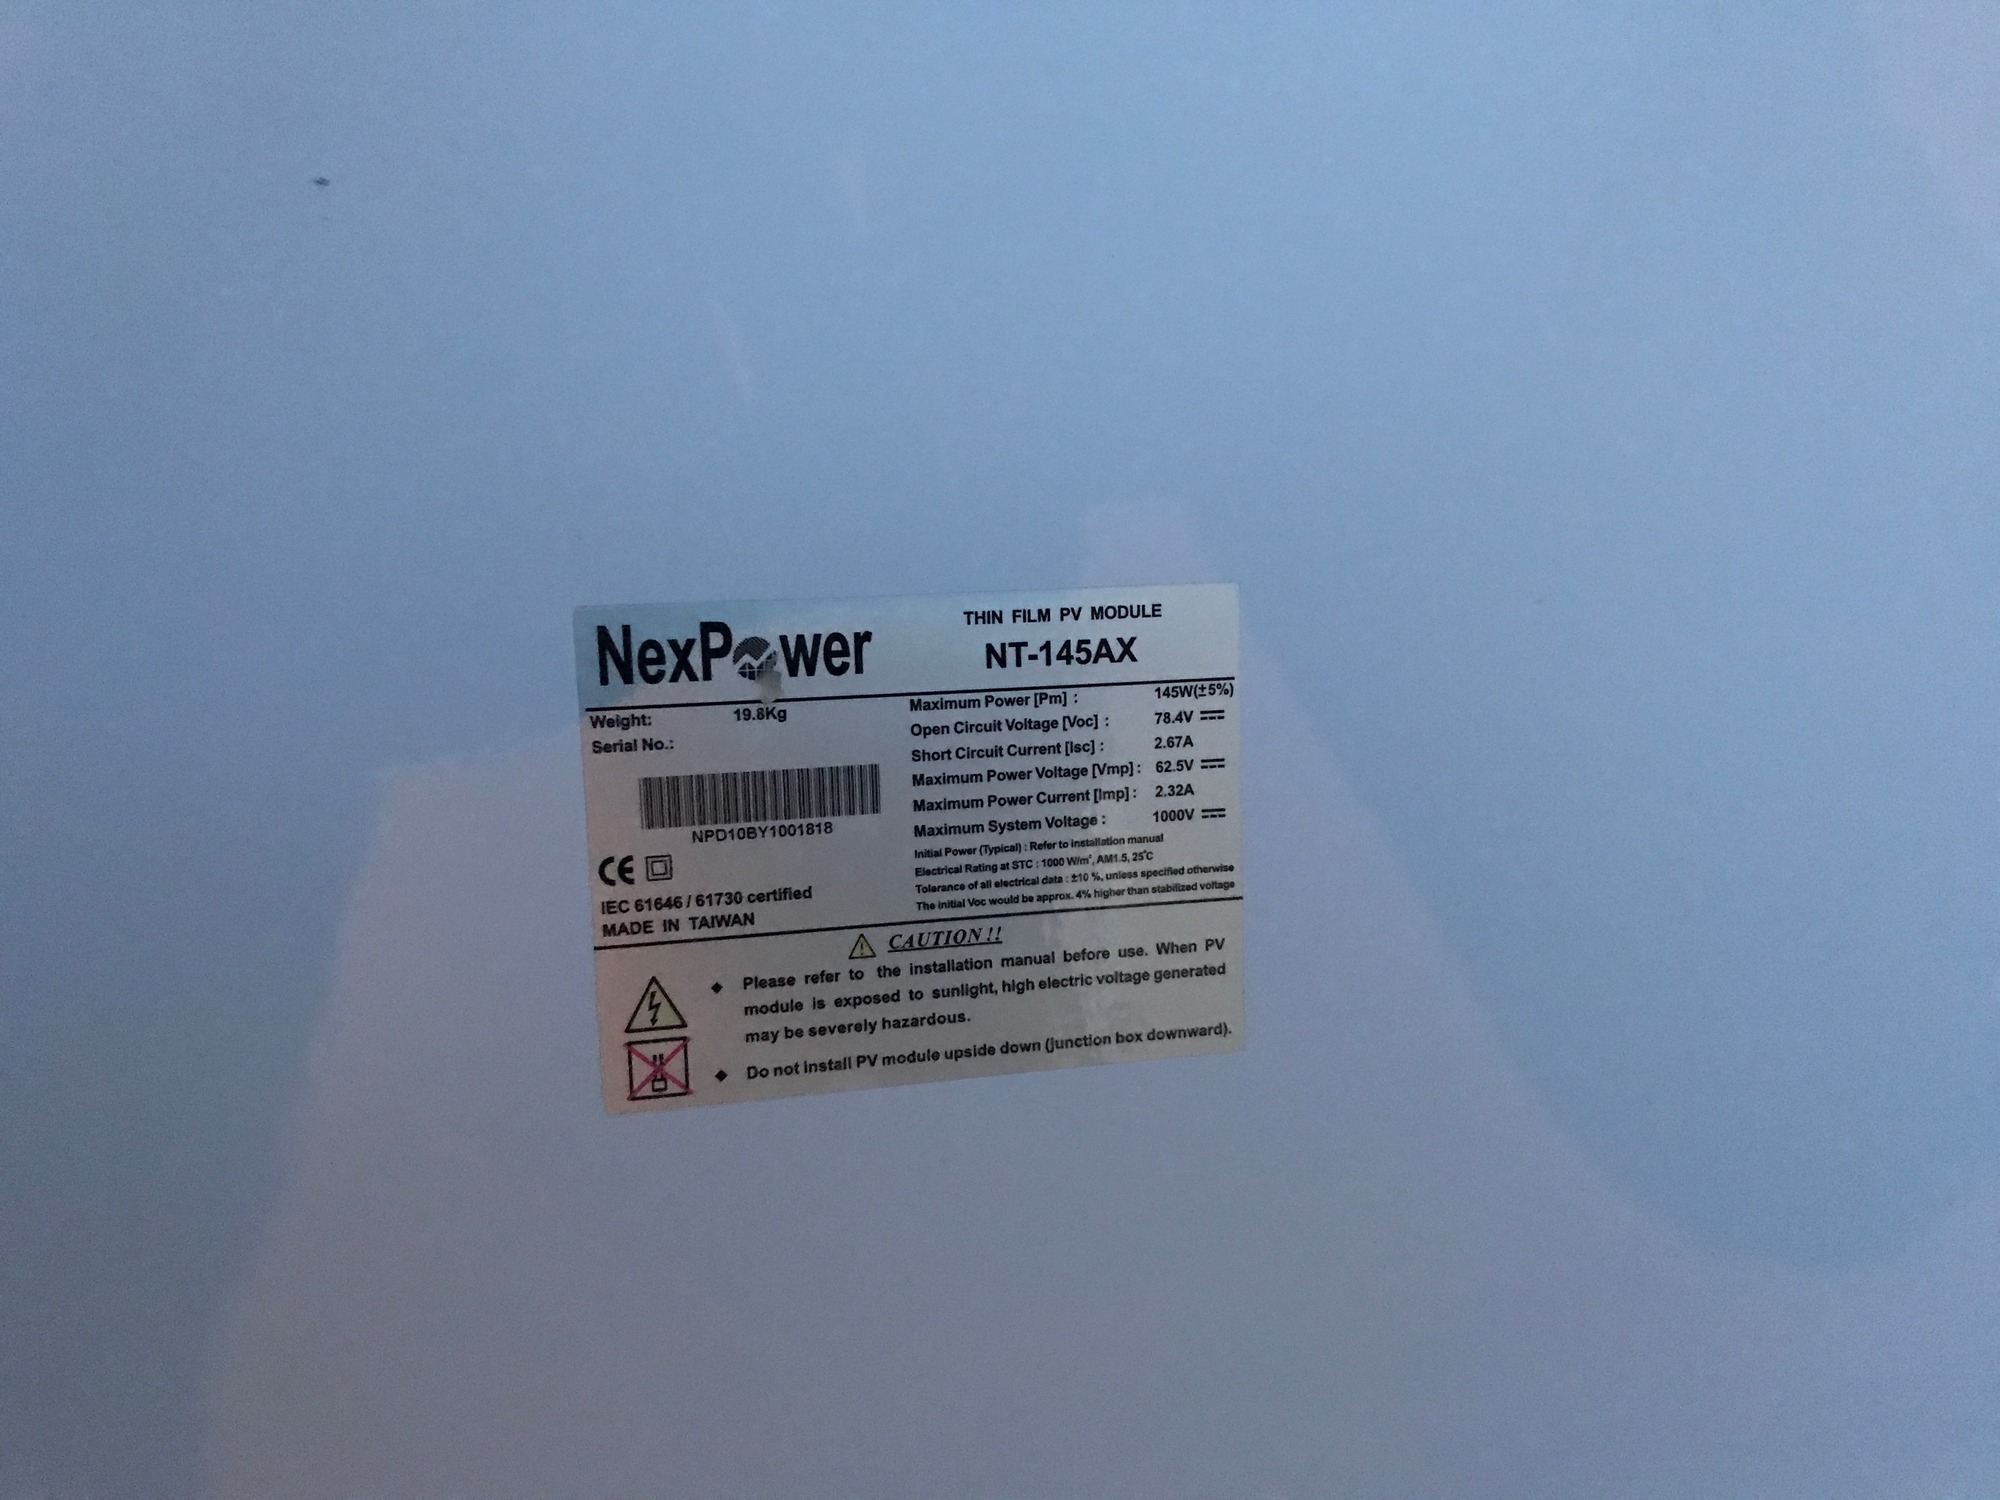 NexPower
THIN FILM PV MODULE
NT-145AX
Weight: 19.8Kg
Serial No.:
NPD10BY1001818
CE
IEC 61646 / 61730 certified
MADE IN TAIWAN
Maximum Power [Pm] : 145W(±5%)
Open Circuit Voltage [Voc] : 78.4V
Short Circuit Current [Isc] : 2.67A
Maximum Power Voltage [Vmp] : 62.5V
Maximum Power Current [Imp] : 2.32A
Maximum System Voltage : 1000V
Initial Power (Typical) : Refer to installation manual
Electrical Rating at STC : 1000 W/m², AM1.5, 25°C
Tolerance of all electrical data : ±10 %, unless specified otherwise
The initial Voc would be approx. 4% higher than stabilized voltage
CAUTION !!
◆ Please refer to the installation manual before use. When PV
module is exposed to sunlight, high electric voltage generated
may be severely hazardous.
◆ Do not install PV module upside down (junction box downward).